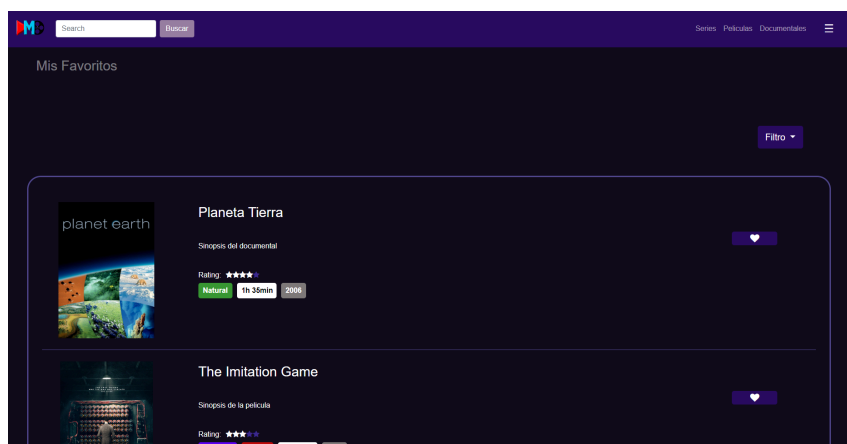 DMD
Search Buscar Series Peliculas Documentales
Mis Favoritos
Filtro
planet earth
Planeta Tierra
Sinopsis del documental
Rating:
Natural 1h 35min 2006
The Imitation Game
Sinopsis de la pelicula
Rating: